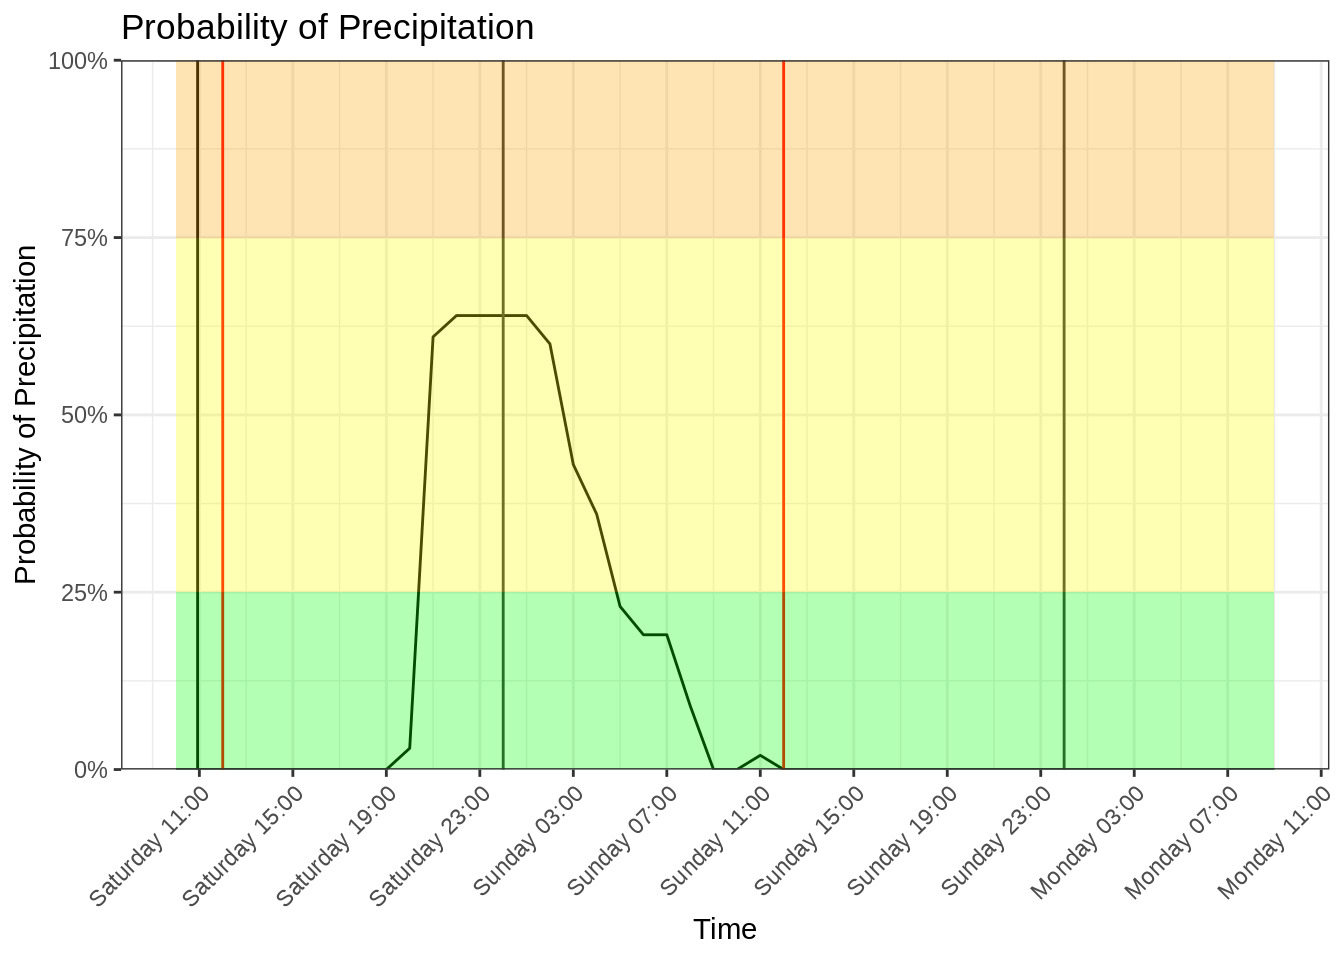 Probability of Precipitation
Probability of Precipitation
100%
75%
50%
25%
0%
Saturday 11:00
Saturday 15:00
Saturday 19:00
Saturday 23:00
Sunday 03:00
Sunday 07:00
Sunday 11:00
Sunday 15:00
Sunday 19:00
Sunday 23:00
Monday 03:00
Monday 07:00
Monday 11:00
Time